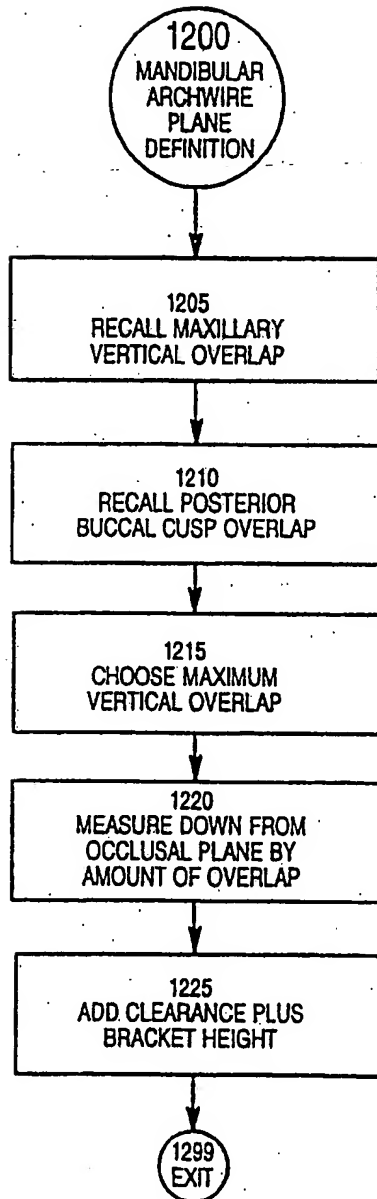 1200
MANDIBULAR
ARCHWIRE
PLANE
DEFINITION
1205
RECALL MAXILLARY
VERTICAL OVERLAP
1210
RECALL POSTERIOR
BUCCAL CUSP OVERLAP
1215
CHOOSE MAXIMUM
VERTICAL OVERLAP
1220
MEASURE DOWN FROM
OCCLUSAL PLANE BY
AMOUNT OF OVERLAP
1225
ADD CLEARANCE PLUS
BRACKET HEIGHT
1299
EXIT